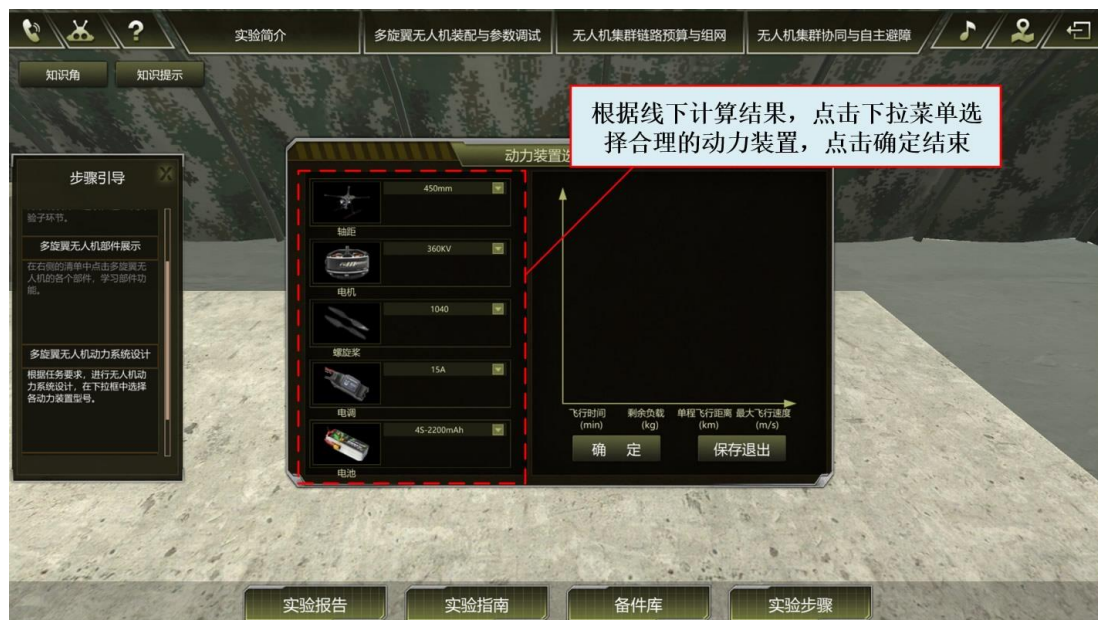 实验简介
多旋翼无人机装配与参数调试
无人机集群链路预算与组网
无人机集群协同与自主避障
知识角
知识提示
根据线下计算结果，点击下拉菜单选
择合理的动力装置，点击确定结束
步骤引导
验子环节。
多旋翼无人机部件展示
在右侧的清单中点击多旋翼无
人机的各个部件，学习部件功
能。
多旋翼无人机动力系统设计
根据任务要求，进行无人机动
力系统设计，在下拉框中选择
各动力装置型号。
动力装置选
450mm
轴距
360KV
电机
1040
螺旋桨
15A
电调
4S-2200mAh
电池
飞行时间
(min)
剩余负载
(kg)
单程飞行距离
(km)
最大飞行速度
(m/s)
确 定
保存退出
实验报告
实验指南
备件库
实验步骤